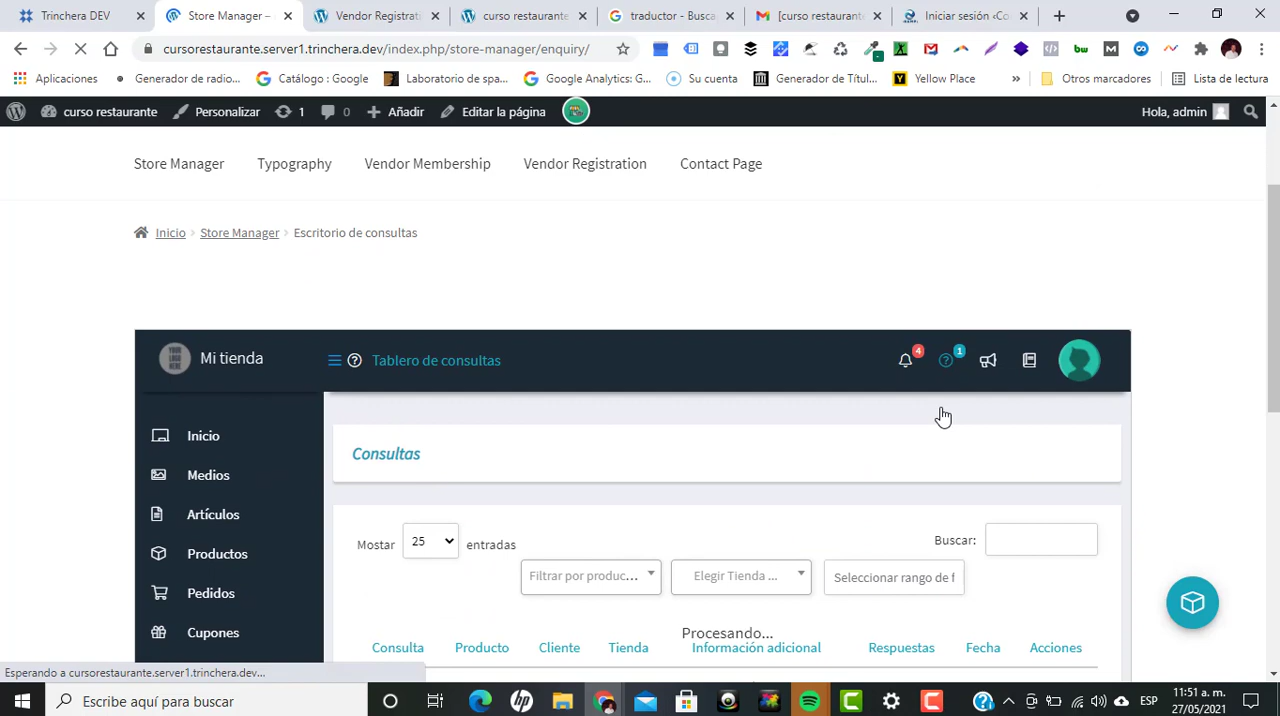 Trinchera DEV
Store Manager –
Vendor Registrat
curso restaurante
traductor - Busca
[curso restaurant
Iniciar sesión ‹Co
cursorestaurante.server1.trinchera.dev/index.php/store-manager/enquiry/
Aplicaciones
Generador de radio...
Catálogo : Google
Laboratorio de spa...
Google Analytics: G...
Su cuenta
Generador de Títul...
Yellow Place
»
Otros marcadores
Lista de lectura
curso restaurante
Personalizar
1
0
Añadir
Editar la página
Hola, admin
Store Manager
Typography
Vendor Membership
Vendor Registration
Contact Page
Inicio
Store Manager
Escritorio de consultas
Mi tienda
Tablero de consultas
4
1
Inicio
Medios
Artículos
Productos
Pedidos
Cupones
Consultas
Mostar 25 entradas
Buscar:
Filtrar por produc...
Elegir Tienda ...
Seleccionar rango de f
Procesando...
Consulta
Producto
Cliente
Tienda
Información adicional
Respuestas
Fecha
Acciones
Esperando a cursorestaurante.server1.trinchera.dev...
Escribe aquí para buscar
ESP
11:51 a. m.
27/05/2021